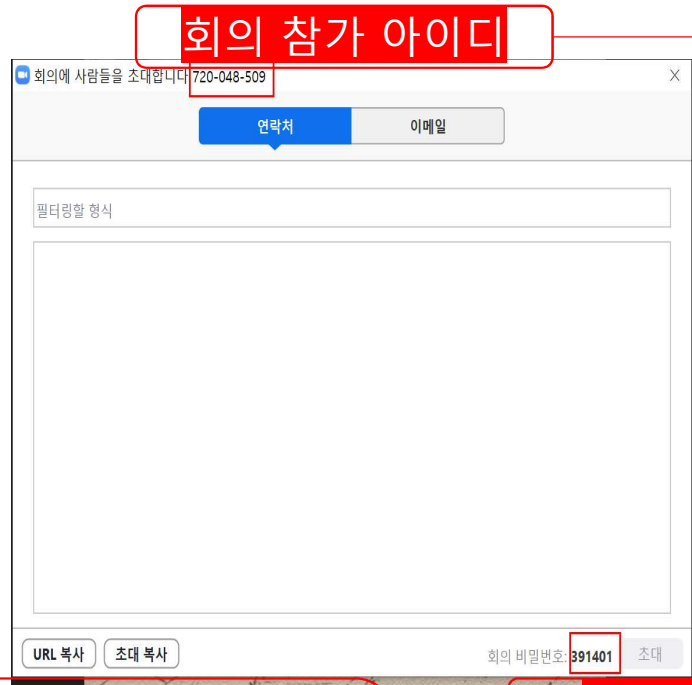 회의 참가 아이디
회의에 사람들을 초대합니다 720-048-509
연락처
이메일
필터링할 형식
URL 복사
초대 복사
회의 비밀번호: 391401
초대